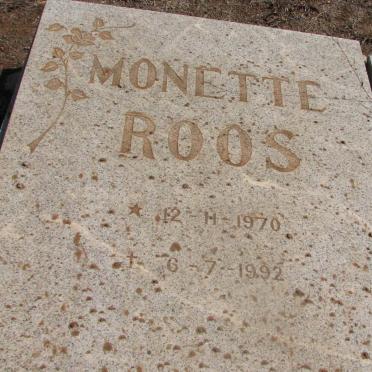 MONETTE
ROOS
* 12-11-1970
† 6-7-1992